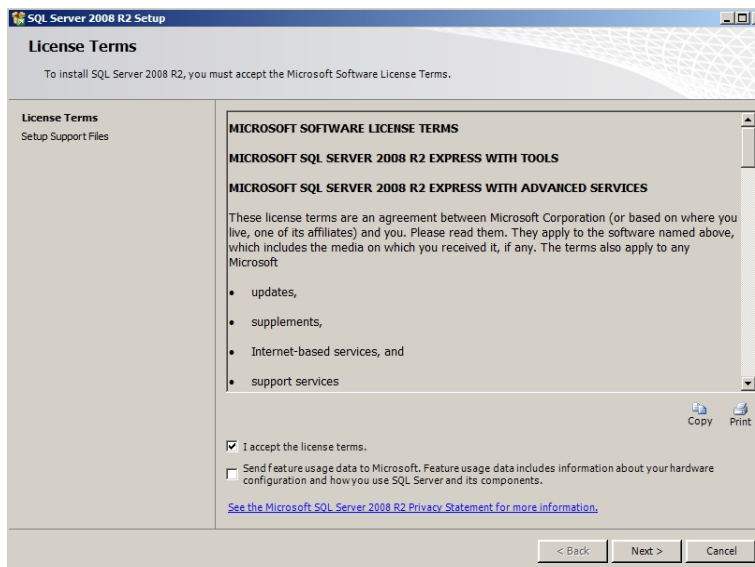 SQL Server 2008 R2 Setup
License Terms
To install SQL Server 2008 R2, you must accept the Microsoft Software License Terms.
License Terms
Setup Support Files
MICROSOFT SOFTWARE LICENSE TERMS
MICROSOFT SQL SERVER 2008 R2 EXPRESS WITH TOOLS
MICROSOFT SQL SERVER 2008 R2 EXPRESS WITH ADVANCED SERVICES
These license terms are an agreement between Microsoft Corporation (or based on where you
live, one of its affiliates) and you. Please read them. They apply to the software named above,
which includes the media on which you received it, if any. The terms also apply to any
Microsoft
• updates,
• supplements,
• Internet-based services, and
• support services
Copy Print
I accept the license terms.
Send feature usage data to Microsoft. Feature usage data includes information about your hardware
configuration and how you use SQL Server and its components.
See the Microsoft SQL Server 2008 R2 Privacy Statement for more information.
< Back Next > Cancel